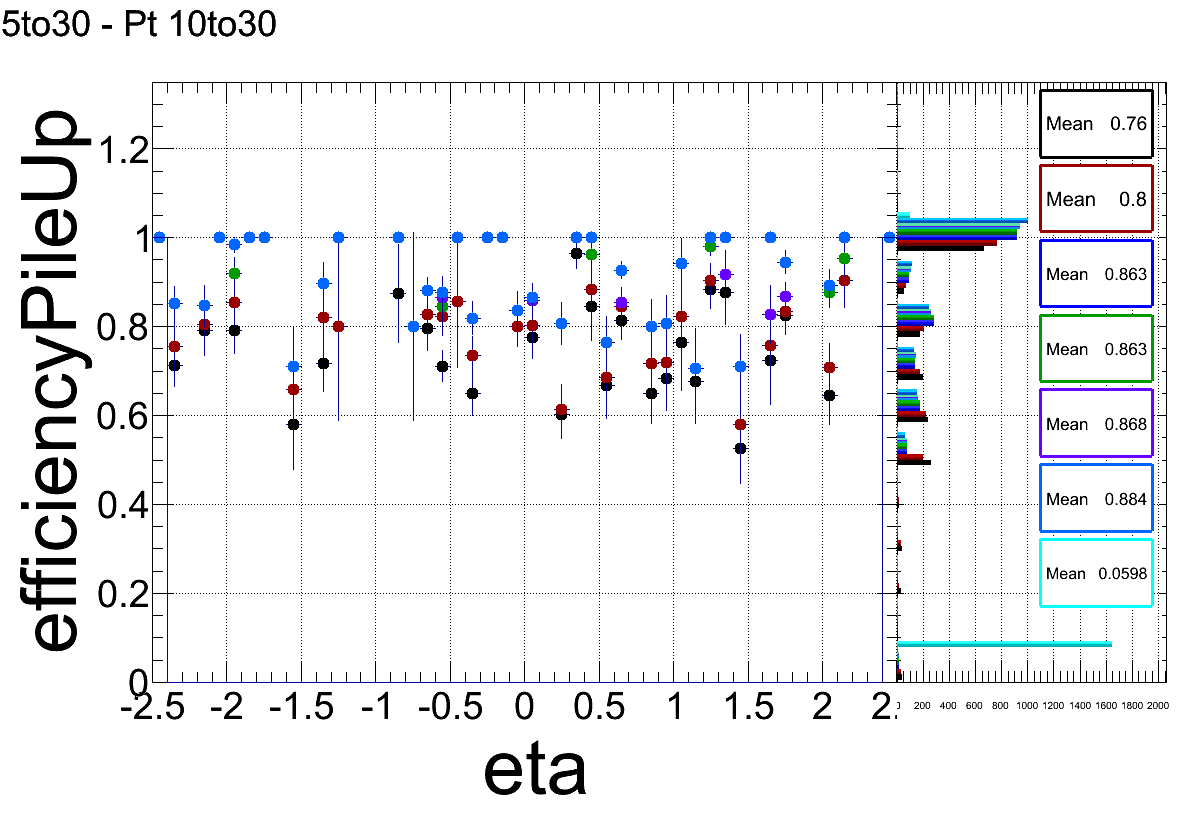 5to30 - Pt 10to30
efficiencyPileUp
1.2
1
0.8
0.6
0.4
0.2
0
-2.5 -2 -1.5 -1 -0.5 0 0.5 1 1.5 2 2.
eta
Mean 0.76
Mean 0.8
Mean 0.863
Mean 0.863
Mean 0.868
Mean 0.884
Mean 0.0598
200 400 600 800 1000 1200 1400 1600 1800 2000